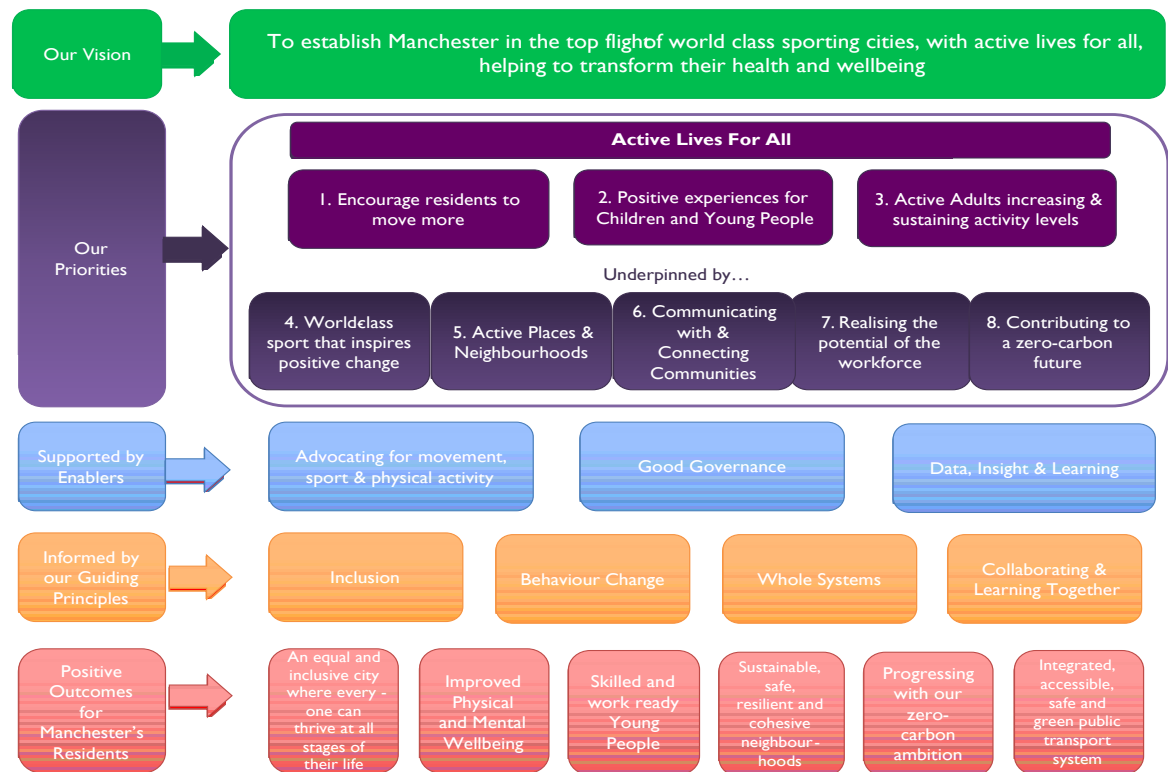 Our Vision
To establish Manchester in the top flight of world class sporting cities, with active lives for all,
helping to transform their health and wellbeing
Our
Priorities
Active Lives For All
1. Encourage residents to
move more
2. Positive experiences for
Children and Young People
3. Active Adults increasing &
sustaining activity levels
Underpinned by...
4. Worldclass
sport that inspires
positive change
5. Active Places &
Neighbourhoods
6. Communicating
with &
Connecting
Communities
7. Realising the
potential of the
workforce
8. Contributing to
a zero-carbon
future
Supported by
Enablers
Advocating for movement,
sport & physical activity
Good Governance
Data, Insight & Learning
Informed by
our Guiding
Principles
Inclusion
Behaviour Change
Whole Systems
Collaborating &
Learning Together
Positive
Outcomes
for
Manchester's
Residents
An equal and
inclusive city
where every -
one can
thrive at all
stages of
their life
Improved
Physical
and Mental
Wellbeing
Skilled and
work ready
Young
People
Sustainable,
safe,
resilient and
cohesive
neighbour-
hoods
Progressing
with our
zero-
carbon
ambition
Integrated,
accessible,
safe and
green public
transport
system